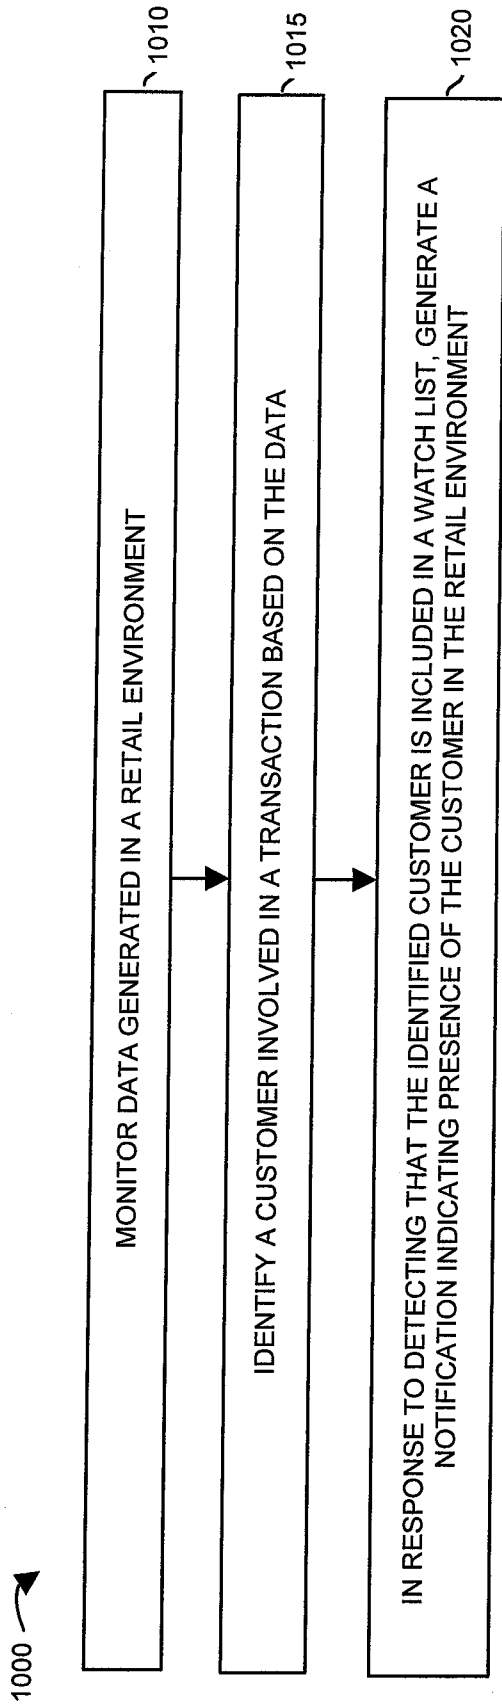 1000
MONITOR DATA GENERATED IN A RETAIL ENVIRONMENT
1010
IDENTIFY A CUSTOMER INVOLVED IN A TRANSACTION BASED ON THE DATA
1015
IN RESPONSE TO DETECTING THAT THE IDENTIFIED CUSTOMER IS INCLUDED IN A WATCH LIST, GENERATE A
NOTIFICATION INDICATING PRESENCE OF THE CUSTOMER IN THE RETAIL ENVIRONMENT
1020